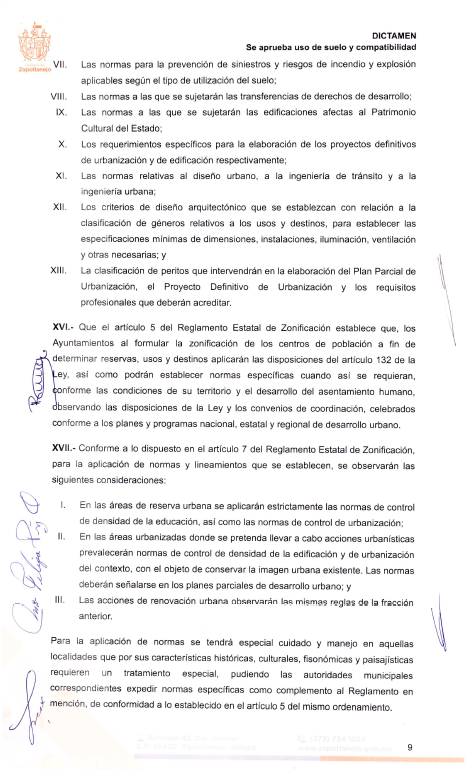 DICTAMEN
Se aprueba uso de suelo y compatibilidad
Zapotlanejo
VII. Las normas para la prevención de siniestros y riesgos de incendio y explosión
aplicables según el tipo de utilización del suelo;
VIII. Las normas a las que se sujetarán las transferencias de derechos de desarrollo;
IX. Las normas a las que se sujetarán las edificaciones afectas al Patrimonio
Cultural del Estado;
X. Los requerimientos específicos para la elaboración de los proyectos definitivos
de urbanización y de edificación respectivamente;
XI. Las normas relativas al diseño urbano, a la ingeniería de tránsito y a la
ingeniería urbana;
XII. Los criterios de diseño arquitectónico que se establezcan con relación a la
clasificación de géneros relativos a los usos y destinos, para establecer las
especificaciones mínimas de dimensiones, instalaciones, iluminación, ventilación
y otras necesarias; y
XIII. La clasificación de peritos que intervendrán en la elaboración del Plan Parcial de
Urbanización, el Proyecto Definitivo de Urbanización y los requisitos
profesionales que deberán acreditar.
XVI.- Que el artículo 5 del Reglamento Estatal de Zonificación establece que, los
Ayuntamientos al formular la zonificación de los centros de población a fin de
determinar reservas, usos y destinos aplicarán las disposiciones del artículo 132 de la
Ley, así como podrán establecer normas específicas cuando así se requieran,
conforme las condiciones de su territorio y el desarrollo del asentamiento humano,
observando las disposiciones de la Ley y los convenios de coordinación, celebrados
conforme a los planes y programas nacional, estatal y regional de desarrollo urbano.
XVII.- Conforme a lo dispuesto en el artículo 7 del Reglamento Estatal de Zonificación,
para la aplicación de normas y lineamientos que se establecen, se observarán las
siguientes consideraciones:
I. En las áreas de reserva urbana se aplicarán estrictamente las normas de control
de densidad de la educación, así como las normas de control de urbanización;
II. En las áreas urbanizadas donde se pretenda llevar a cabo acciones urbanísticas
prevalecerán normas de control de densidad de la edificación y de urbanización
del contexto, con el objeto de conservar la imagen urbana existente. Las normas
deberán señalarse en los planes parciales de desarrollo urbano; y
III. Las acciones de renovación urbana observarán las mismas reglas de la fracción
anterior.
Para la aplicación de normas se tendrá especial cuidado y manejo en aquellas
localidades que por sus características históricas, culturales, fisonómicas y paisajísticas
requieren un tratamiento especial, pudiendo las autoridades municipales
correspondientes expedir normas específicas como complemento al Reglamento en
mención, de conformidad a lo establecido en el artículo 5 del mismo ordenamiento.
www.zapotlanejo.gob.mx
9